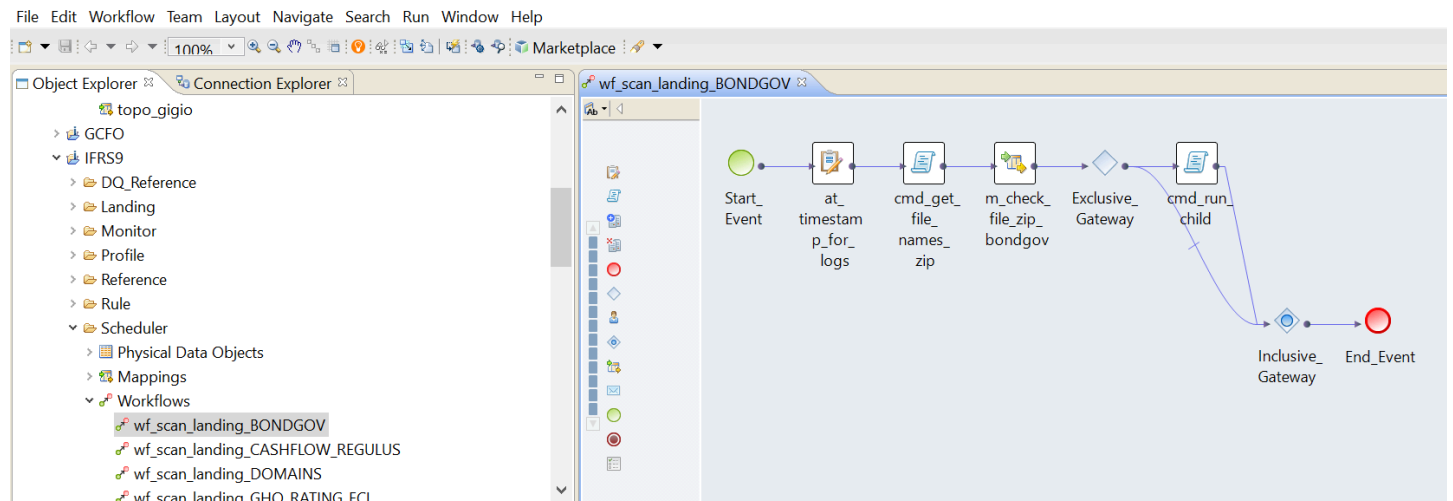 File Edit Workflow Team Layout Navigate Search Run Window Help
100% Marketplace
Object Explorer Connection Explorer
wf_scan_landing_BONDGOV
Ab
topo_gigio
GCFO
IFRS9
DQ_Reference
Landing
Monitor
Profile
Reference
Rule
Scheduler
Physical Data Objects
Mappings
Workflows
wf_scan_landing_BONDGOV
wf_scan_landing_CASHFLOW_REGULUS
wf_scan_landing_DOMAINS
wf_scan_landing_GHO_RATING_ECL
Start_
Event
at_
timestam
p_for_
logs
cmd_get_
file_
names_
zip
m_check_
file_zip_
bondgov
Exclusive_
Gateway
cmd_run_
child
Inclusive_
Gateway
End_Event